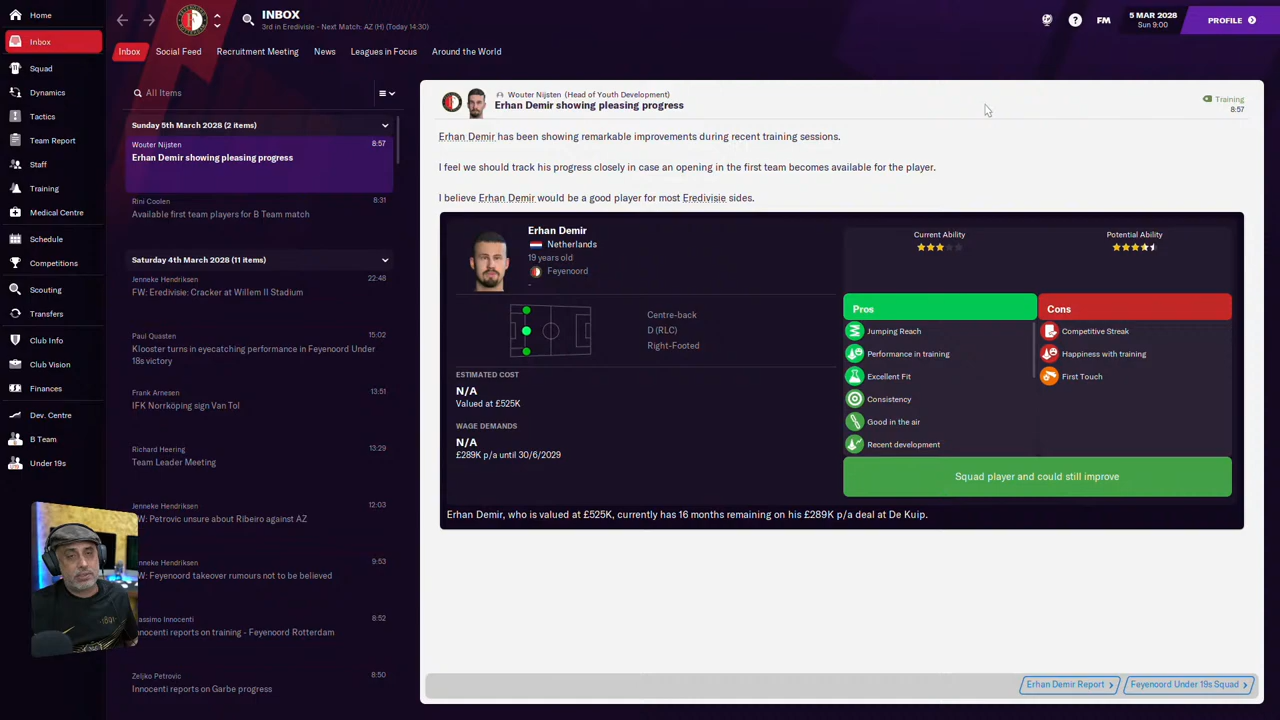 Home
Inbox
Squad
Dynamics
Tactics
Team Report
Staff
Training
Medical Centre
Schedule
Competitions
Scouting
Transfers
Club Info
Club Vision
Finances
Dev. Centre
B Team
Under 19s
INBOX
3rd in Eredivisie - Next Match: AZ (H) (Today 14:30)
FM
5 MAR 2028
Sun 9:00
PROFILE
Inbox
Social Feed
Recruitment Meeting
News
Leagues in Focus
Around the World
All Items
Sunday 5th March 2028 (2 items)
Wouter Nijsten 8:57
Erhan Demir showing pleasing progress
Rini Coolen 8:31
Available first team players for B Team match
Saturday 4th March 2028 (11 items)
Jenneke Hendriksen 22:48
FW: Eredivisie: Cracker at Willem II Stadium
Paul Quasten 15:02
Klooster turns in eyecatching performance in Feyenoord Under
18s victory
Frank Arnesen 13:51
IFK Norrköping sign Van Tol
Richard Heering 13:29
Team Leader Meeting
Jenneke Hendriksen 12:03
W: Petrovic unsure about Ribeiro against AZ
nneke Hendriksen 9:53
W: Feyenoord takeover rumours not to be believed
assimo Innocenti 8:52
nnocenti reports on training - Feyenoord Rotterdam
Zeljko Petrovic 8:50
Innocenti reports on Garbe progress
Wouter Nijsten (Head of Youth Development)
Erhan Demir showing pleasing progress
Training
8:57
Erhan Demir has been showing remarkable improvements during recent training sessions.
I feel we should track his progress closely in case an opening in the first team becomes available for the player.
I believe Erhan Demir would be a good player for most Eredivisie sides.
Erhan Demir
Netherlands
19 years old
Feyenoord
-
Centre-back
D (RLC)
Right-Footed
ESTIMATED COST
N/A
Valued at £525K
WAGE DEMANDS
N/A
£289K p/a until 30/6/2029
Current Ability
Potential Ability
Pros
Jumping Reach
Performance in training
Excellent Fit
Consistency
Good in the air
Recent development
Cons
Competitive Streak
Happiness with training
First Touch
Squad player and could still improve
Erhan Demir, who is valued at £525K, currently has 16 months remaining on his £289K p/a deal at De Kuip.
Erhan Demir Report
Feyenoord Under 19s Squad